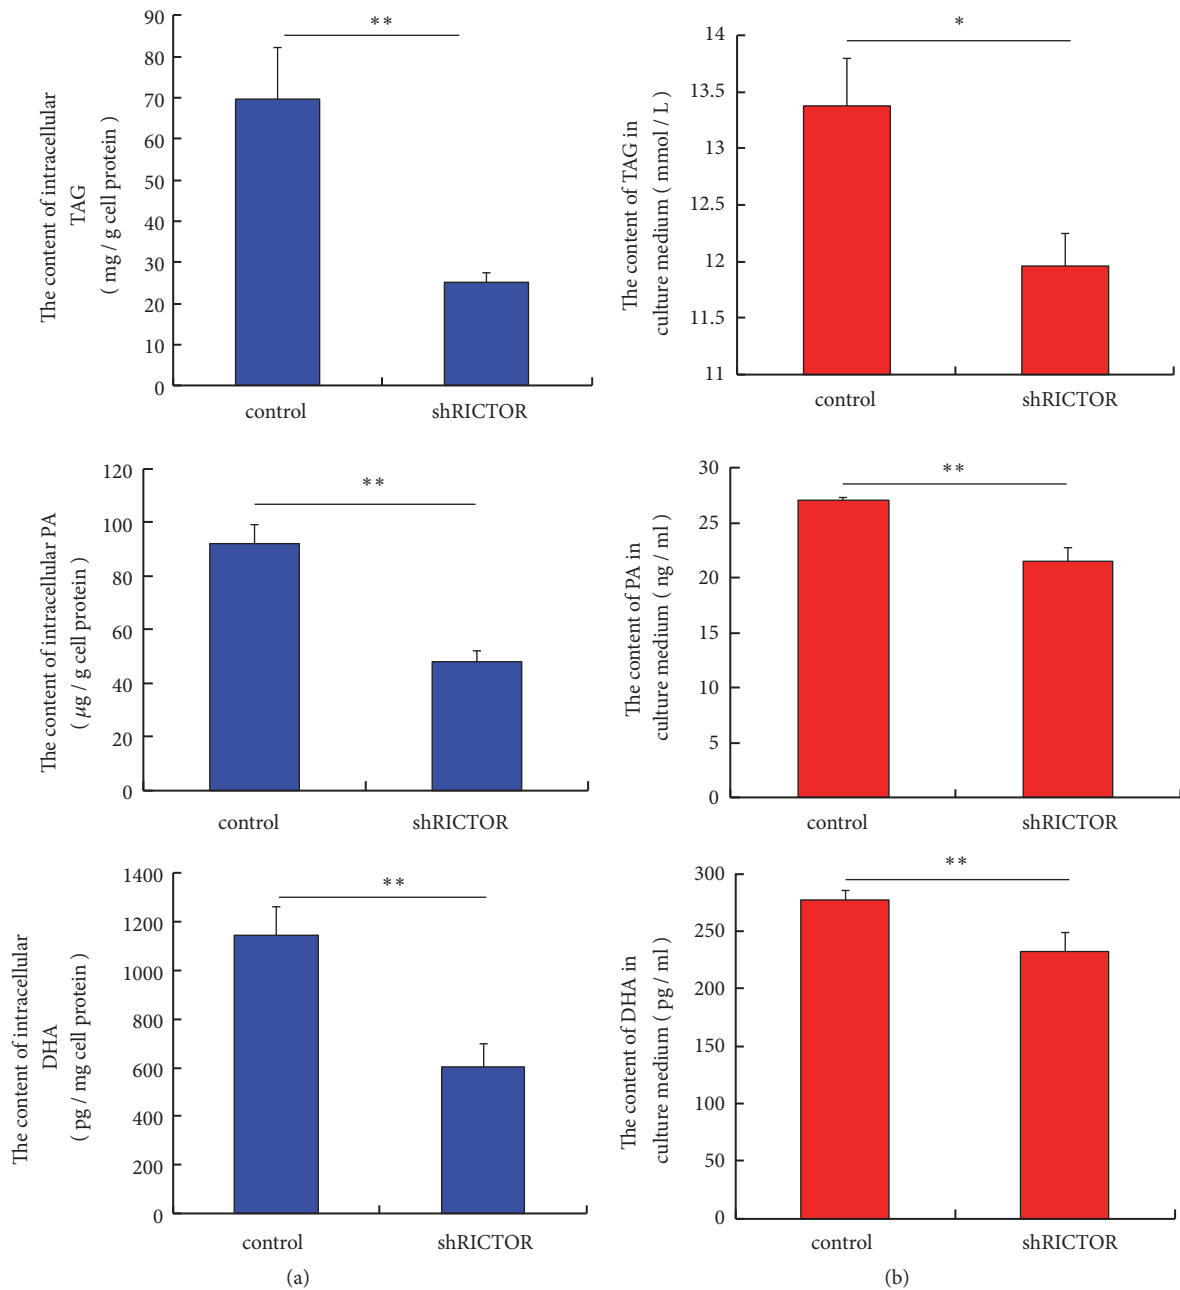 The content of intracellular
TAG
( mg / g cell protein )
90
80
70
60
50
40
30
20
10
0
**
control
shRICTOR
The content of TAG in
culture medium ( mmol / L )
14
13.5
13
12.5
12
11.5
11
*
control
shRICTOR
The content of intracellular PA
( μg / g cell protein )
120
100
80
60
40
20
0
**
control
shRICTOR
The content of PA in
culture medium ( ng / ml )
30
25
20
15
10
5
0
**
control
shRICTOR
The content of intracellular
DHA
( pg / mg cell protein )
1400
1200
1000
800
600
400
200
0
**
control
shRICTOR
(a)
The content of DHA in
culture medium ( pg / ml )
300
250
200
150
100
50
0
**
control
shRICTOR
(b)